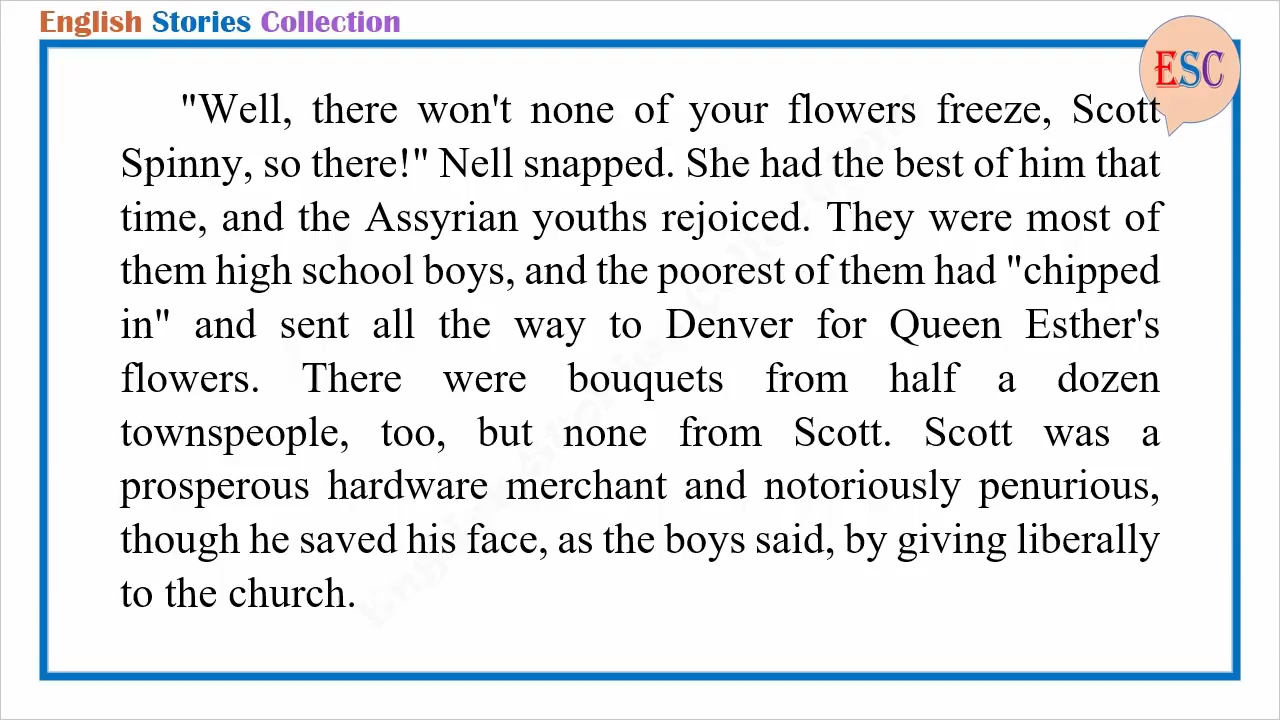 English Stories Collection
ESC
"Well, there won't none of your flowers freeze, Scott
Spinny, so there!" Nell snapped. She had the best of him that
time, and the Assyrian youths rejoiced. They were most of
them high school boys, and the poorest of them had "chipped
in" and sent all the way to Denver for Queen Esther's
flowers. There were bouquets from half a dozen
townspeople, too, but none from Scott. Scott was a
prosperous hardware merchant and notoriously penurious,
though he saved his face, as the boys said, by giving liberally
to the church.